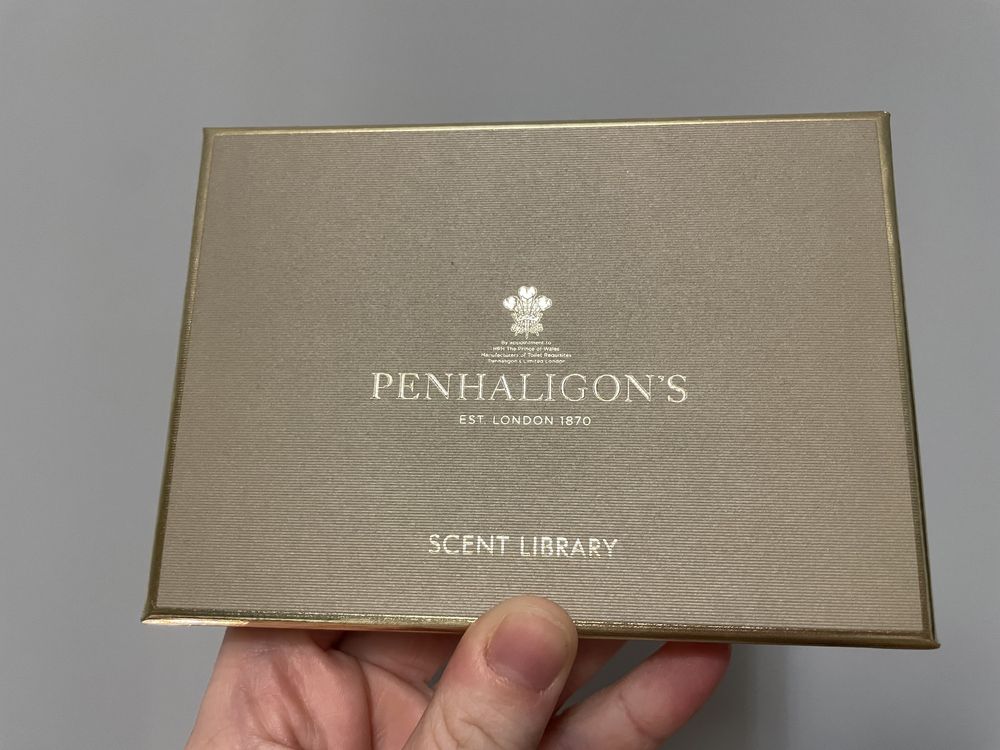 By appointment to
HRH The Prince of Wales
Manufacturers of Toilet Requisites
Penhaligon's Limited London
PENHALIGON'S
EST. LONDON 1870
SCENT LIBRARY